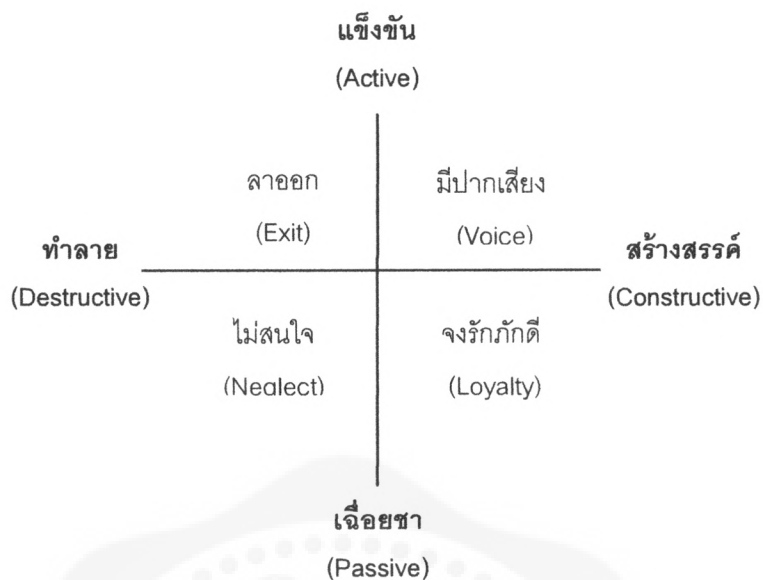 แข็งขัน
(Active)
ลาออก
(Exit)
มีปากเสียง
(Voice)
ทำลาย
(Destructive)
สร้างสรรค์
(Constructive)
ไม่สนใจ
(Neglect)
จงรักภักดี
(Loyalty)
เฉื่อยชา
(Passive)